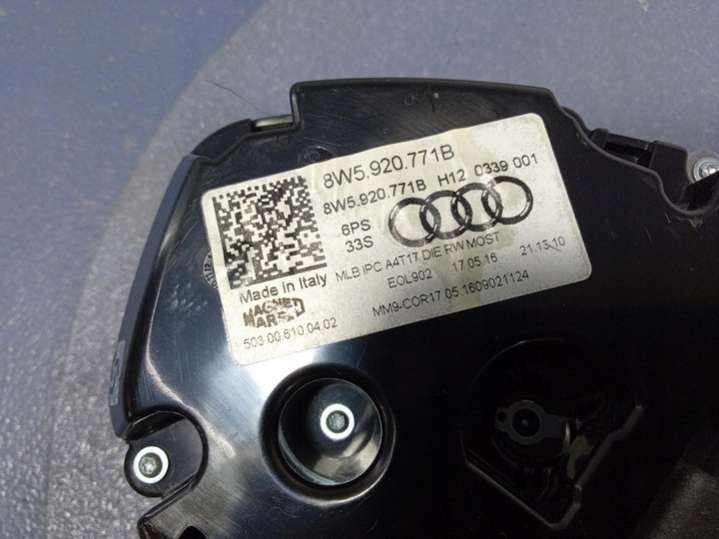 8W5.920.771B
8W5.920.771B H12 0339 001
6PS
33S
MLB IPC A4T17 DIE RW MOST
EOL902 17.05.16 21.15.10
Made in Italy
MAGNETI
MAR
MM9-COR17 05.1609021124
503 00 610 04 02